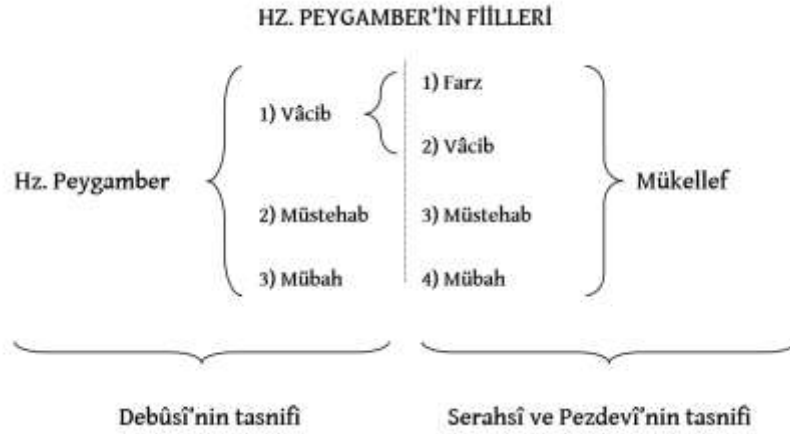 HZ. PEYGAMBER’İN FİİLLERİ
1) Farz
1) Vâcib
2) Vâcib
Hz. Peygamber
Mükellef
2) Müstehab
3) Müstehab
3) Mübah
4) Mübah
Debûsî’nin tasnifi
Serahsî ve Pezdevî’nin tasnifi